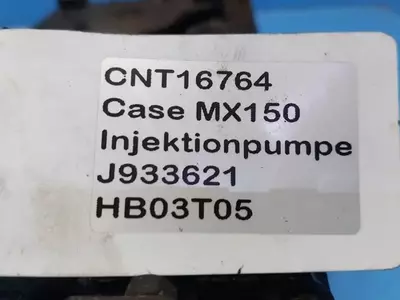 CNT16764
Case MX150
Injektionpumpe
J933621
HB03T05